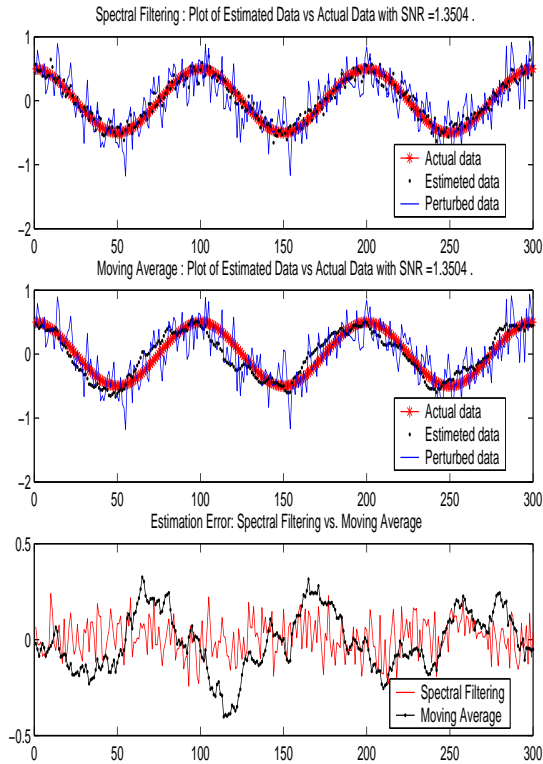 Spectral Filtering : Plot of Estimated Data vs Actual Data with SNR =1.3504 .
1
0
−1
−2
Actual data
Estimeted data
Perturbed data
0 50 100 150 200 250 300
Moving Average : Plot of Estimated Data vs Actual Data with SNR =1.3504 .
1
0
−1
−2
Actual data
Estimeted data
Perturbed data
0 50 100 150 200 250 300
Estimation Error: Spectral Filtering vs. Moving Average
0.5
0
−0.5
Spectral Filtering
Moving Average
0 50 100 150 200 250 300